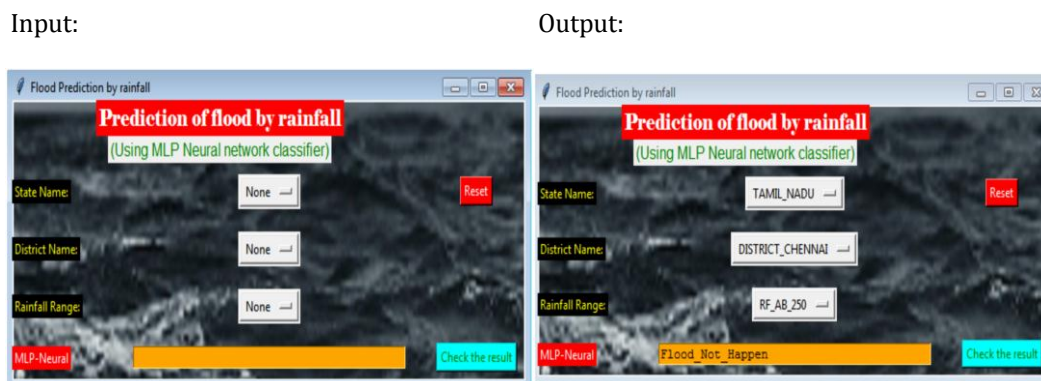 Input:
Output:
Flood Prediction by rainfall
Prediction of flood by rainfall
(Using MLP Neural network classifier)
State Name:
None
Reset
District Name:
None
Rainfall Range:
None
MLP-Neural
Check the result
Flood Prediction by rainfall
Prediction of flood by rainfall
(Using MLP Neural network classifier)
State Name:
TAMIL_NADU
Reset
District Name:
DISTRICT_CHENNAI
Rainfall Range:
RF_AB_250
MLP-Neural
Flood_Not_Happen
Check the result